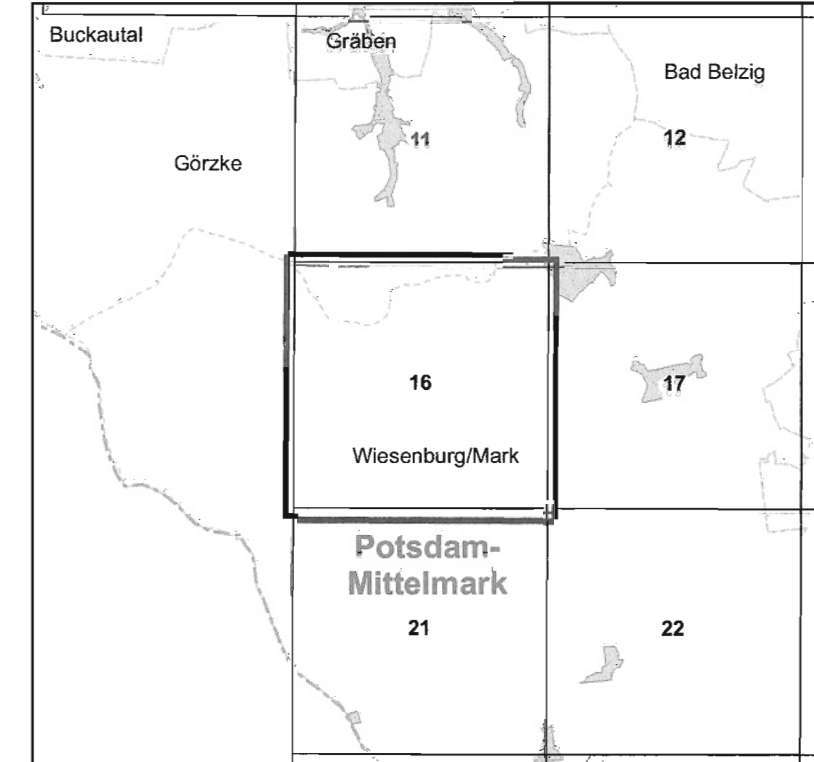 Buckautal
Gräben
Bad Belzig
11
12
Görzke
16
17
Wiesenburg/Mark
Potsdam-
Mittelmark
21
22